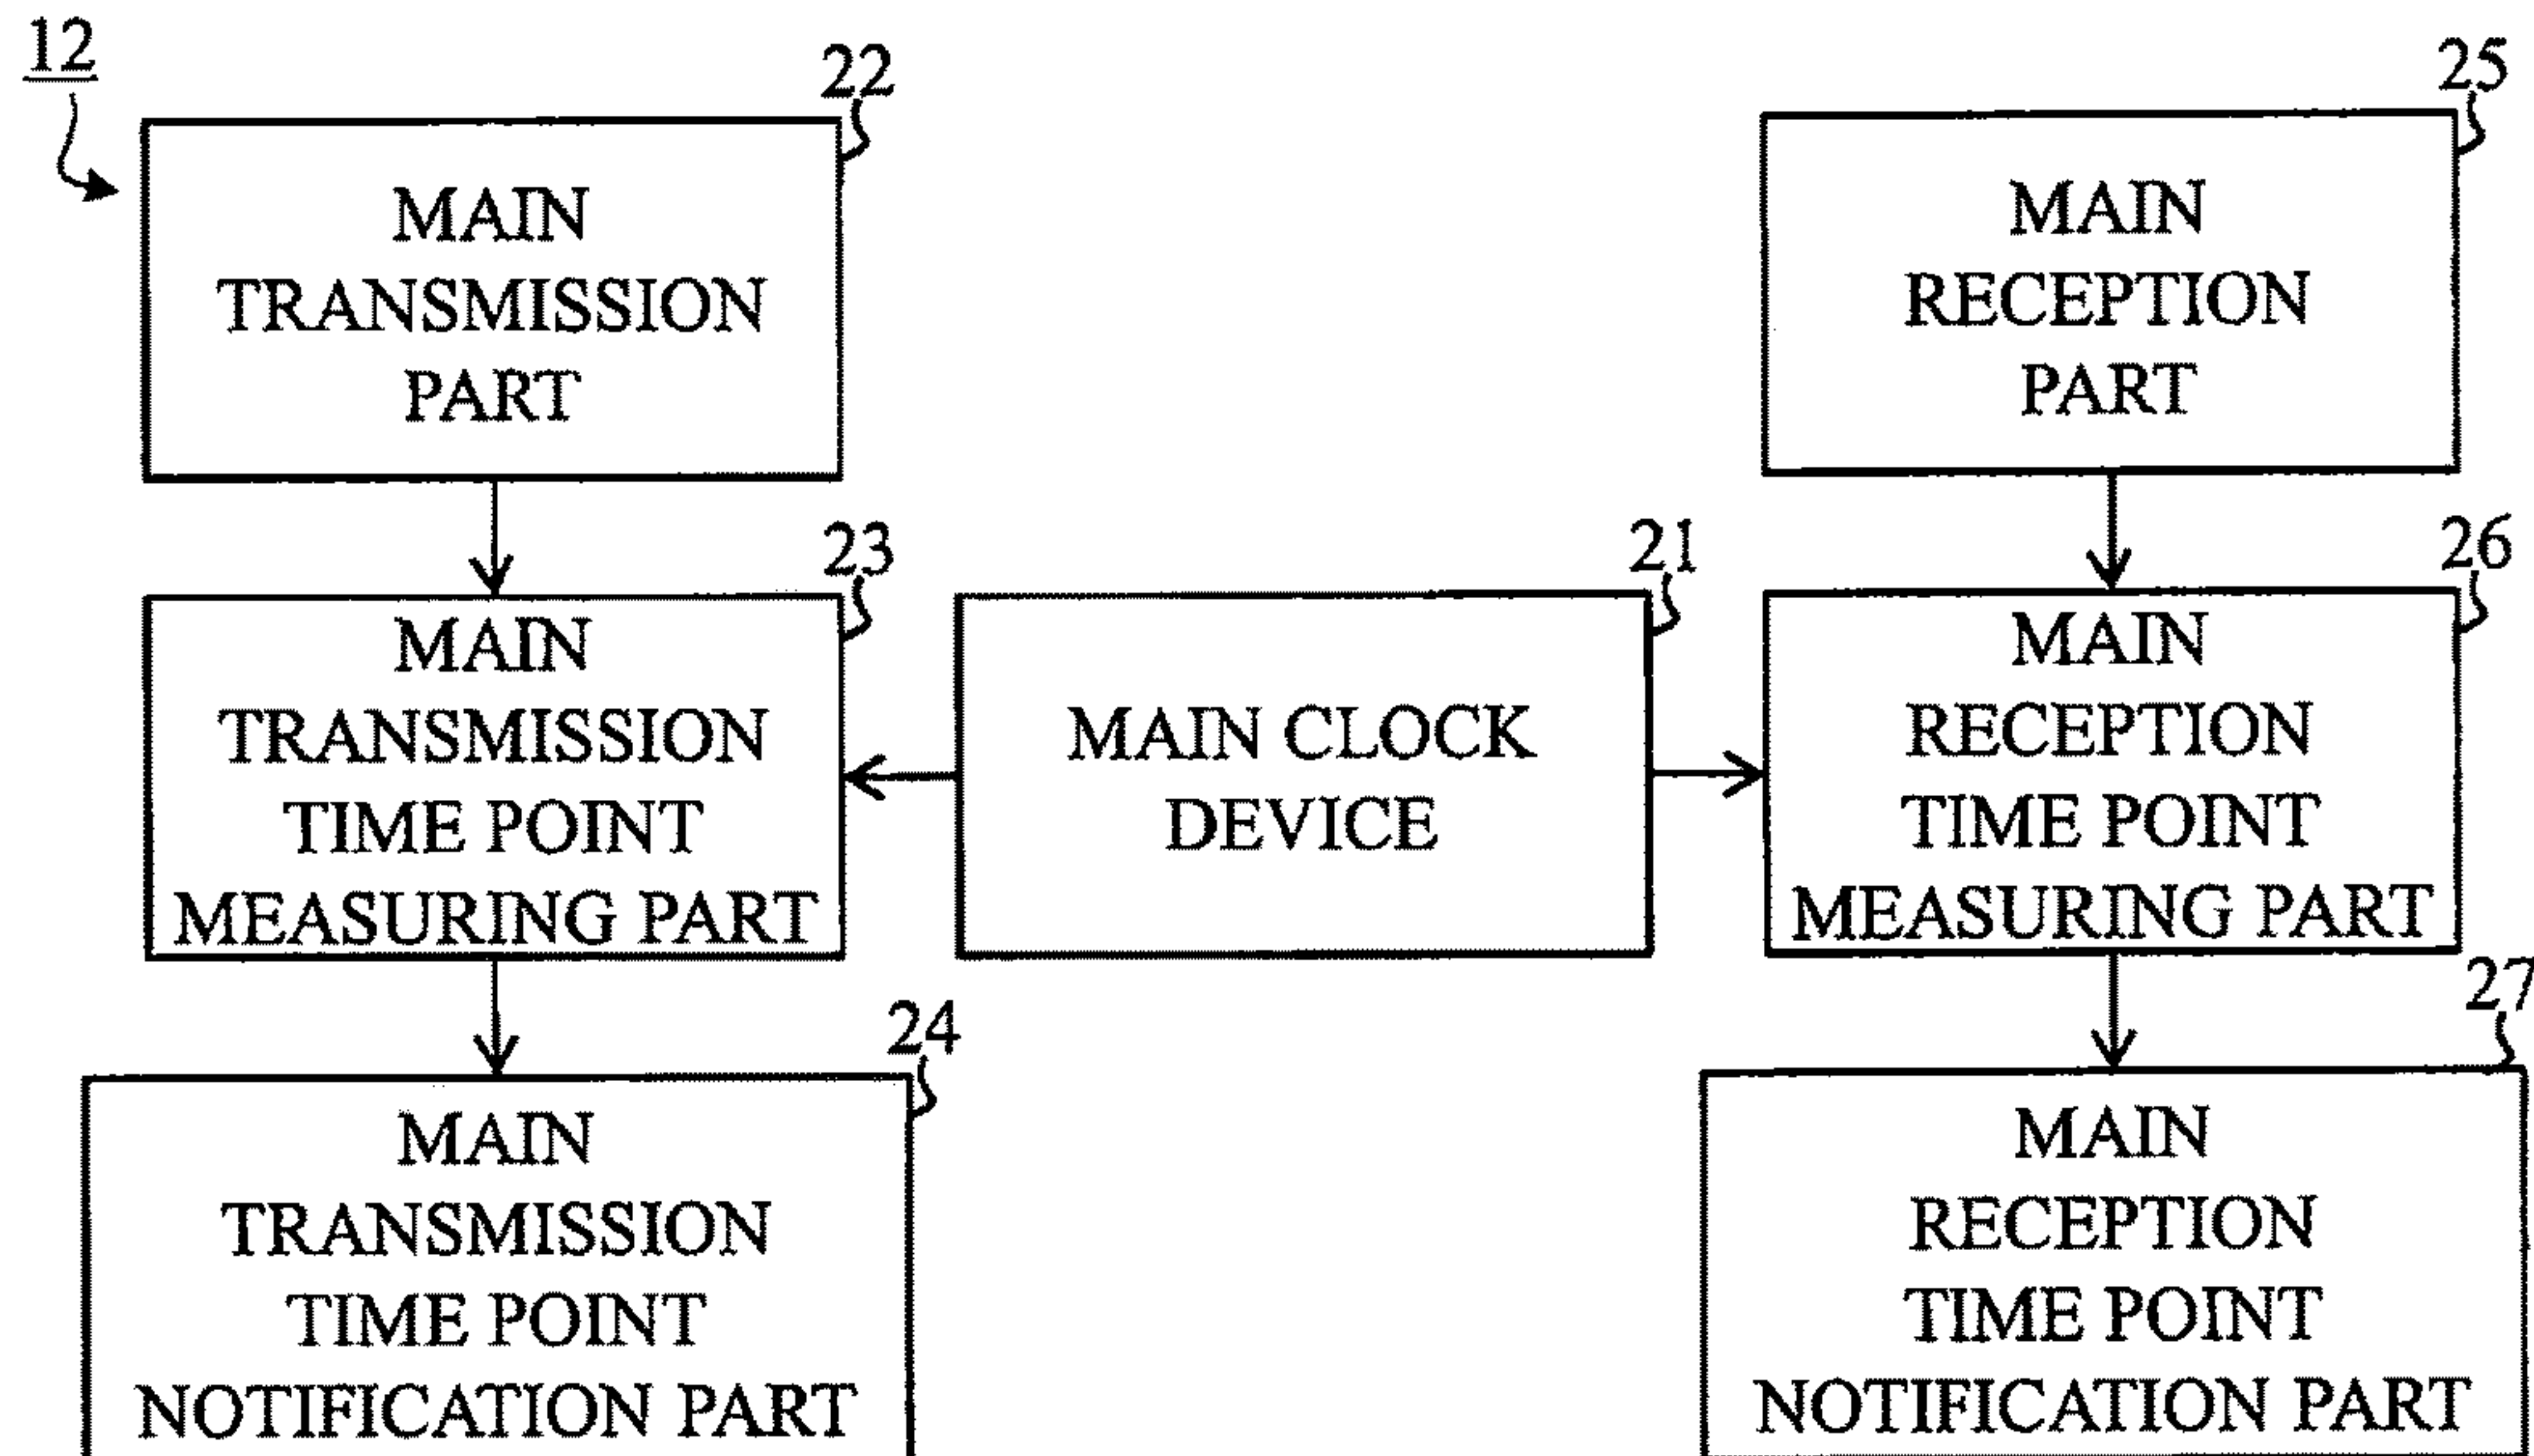 12
22
MAIN
TRANSMISSION
PART
25
MAIN
RECEPTION
PART
23
MAIN
TRANSMISSION
TIME POINT
MEASURING PART
21
MAIN CLOCK
DEVICE
26
MAIN
RECEPTION
TIME POINT
MEASURING PART
24
MAIN
TRANSMISSION
TIME POINT
NOTIFICATION PART
27
MAIN
RECEPTION
TIME POINT
NOTIFICATION PART